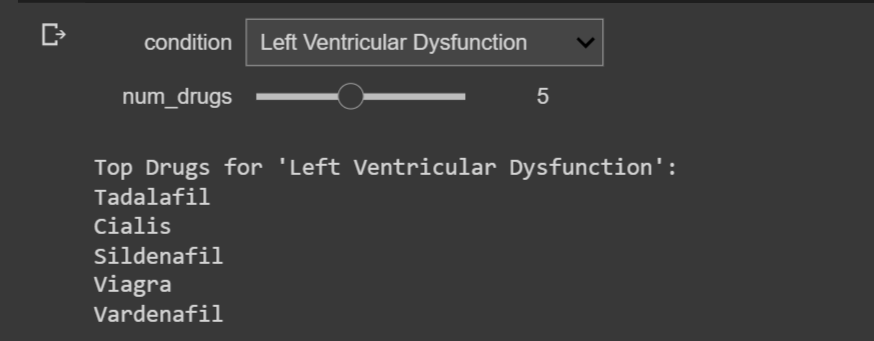 condition Left Ventricular Dysfunction
num_drugs 5
Top Drugs for 'Left Ventricular Dysfunction':
Tadalafil
Cialis
Sildenafil
Viagra
Vardenafil